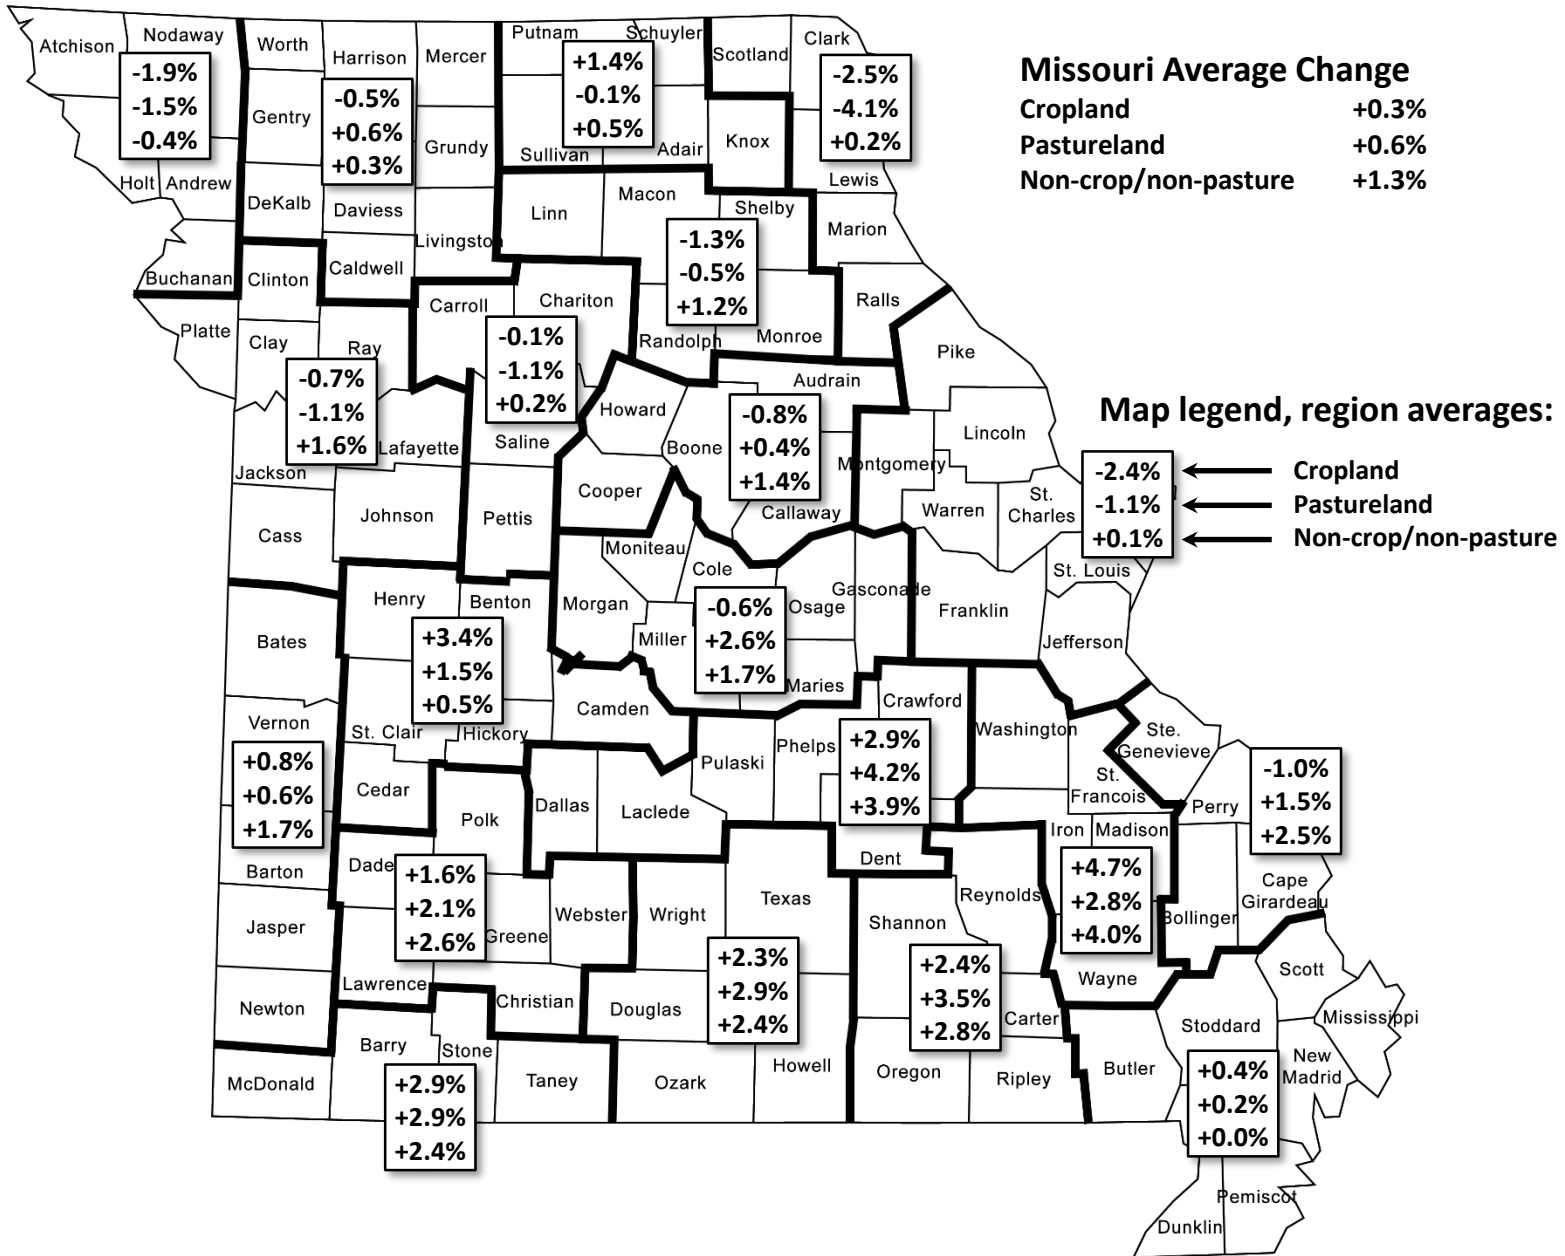 Missouri Average Change
Cropland +0.3%
Pastureland +0.6%
Non-crop/non-pasture +1.3%
Map legend, region averages:
-2.4% Cropland
-1.1% Pastureland
+0.1% Non-crop/non-pasture
Atchison
Nodaway
-1.9%
-1.5%
-0.4%
Holt
Andrew
Buchanan
Worth
Harrison
Mercer
Gentry
-0.5%
+0.6%
+0.3%
Grundy
DeKalb
Daviess
Livingston
Caldwell
Putnam
Schuyler
+1.4%
-0.1%
+0.5%
Sullivan
Adair
Knox
Scotland
Clark
-2.5%
-4.1%
+0.2%
Lewis
Marion
Ralls
Linn
Macon
Shelby
-1.3%
-0.5%
+1.2%
Randolph
Monroe
Clinton
Platte
Clay
Ray
-0.7%
-1.1%
+1.6%
Lafayette
Jackson
Cass
Johnson
Carroll
Chariton
-0.1%
-1.1%
+0.2%
Saline
Pettis
Howard
Audrain
Boone
-0.8%
+0.4%
+1.4%
Cooper
Callaway
Pike
Lincoln
Montgomery
Warren
St.
Charles
St. Louis
Franklin
Jefferson
Moniteau
Cole
Morgan
Miller
-0.6%
+2.6%
+1.7%
Osage
Gasconade
Maries
Henry
Benton
+3.4%
+1.5%
+0.5%
St. Clair
Hickory
Cedar
Bates
Vernon
+0.8%
+0.6%
+1.7%
Barton
Jasper
Newton
Camden
Crawford
Pulaski
Phelps
+2.9%
+4.2%
+3.9%
Dallas
Laclede
Dent
Washington
St.
Francois
Iron
Madison
+4.7%
+2.8%
+4.0%
Wayne
Ste.
Genevieve
Perry
-1.0%
+1.5%
+2.5%
Cape
Girardeau
Bollinger
Polk
Dade
+1.6%
+2.1%
+2.6%
Greene
Webster
Lawrence
Christian
Wright
Texas
+2.3%
+2.9%
+2.4%
Douglas
Ozark
Howell
Shannon
Reynolds
+2.4%
+3.5%
+2.8%
Carter
Oregon
Ripley
McDonald
Barry
Stone
+2.9%
+2.9%
+2.4%
Taney
Scott
Mississippi
Stoddard
New
Madrid
Butler
+0.4%
+0.2%
+0.0%
Pemiscot
Dunklin